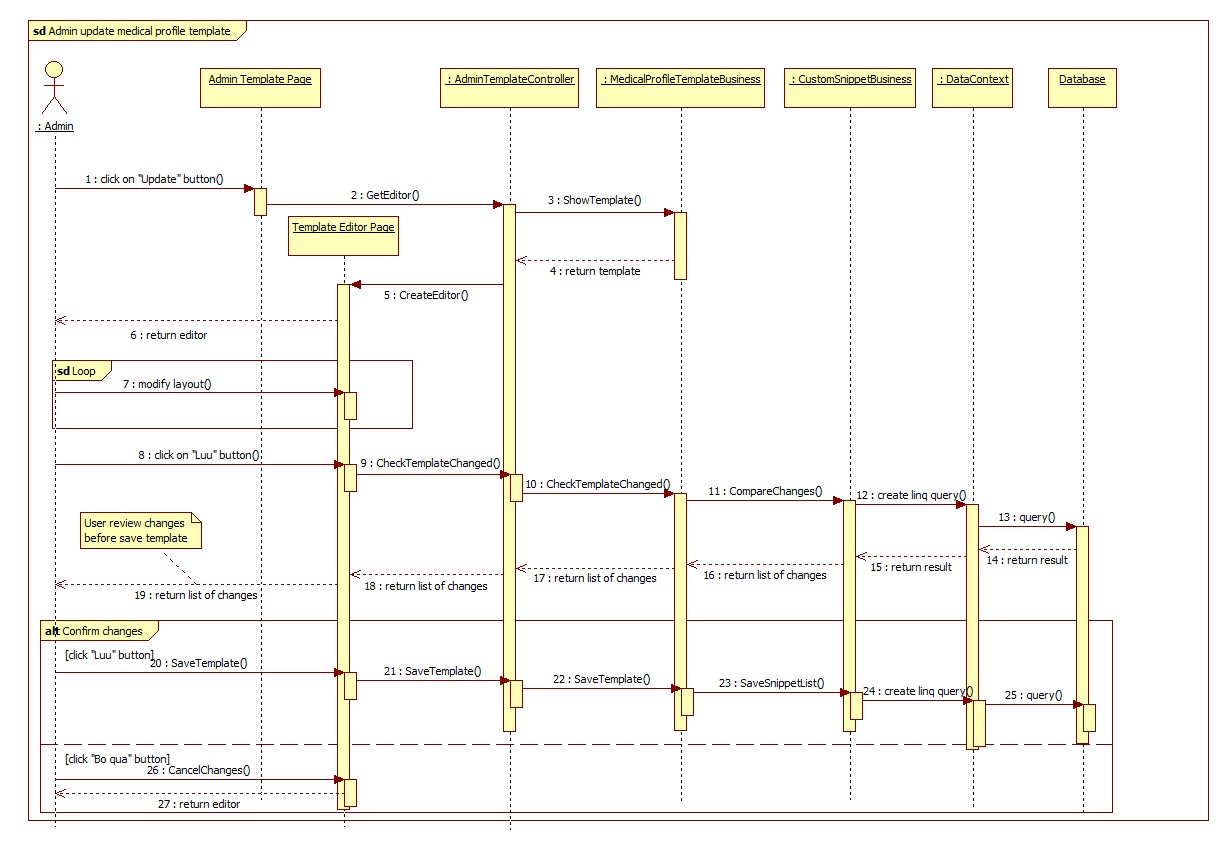 sd Admin update medical profile template
Admin Template Page
: AdminTemplateController
: MedicalProfileTemplateBusiness
: CustomSnippetBusiness
: DataContext
Database
: Admin
1 : click on "Update" button()
2 : GetEditor()
3 : ShowTemplate()
Template Editor Page
4 : return template
5 : CreateEditor()
6 : return editor
sd Loop
7 : modify layout()
8 : click on "Luu" button()
9 : CheckTemplateChanged()
10 : CheckTemplateChanged()
11 : CompareChanges()
12 : create linq query()
13 : query()
User review changes
before save template
14 : return result
15 : return result
16 : return list of changes
17 : return list of changes
18 : return list of changes
19 : return list of changes
alt Confirm changes
[click "Luu" button]
20 : SaveTemplate()
21 : SaveTemplate()
22 : SaveTemplate()
23 : SaveSnippetList()
24 : create linq query()
25 : query()
[click "Bo qua" button]
26 : CancelChanges()
27 : return editor